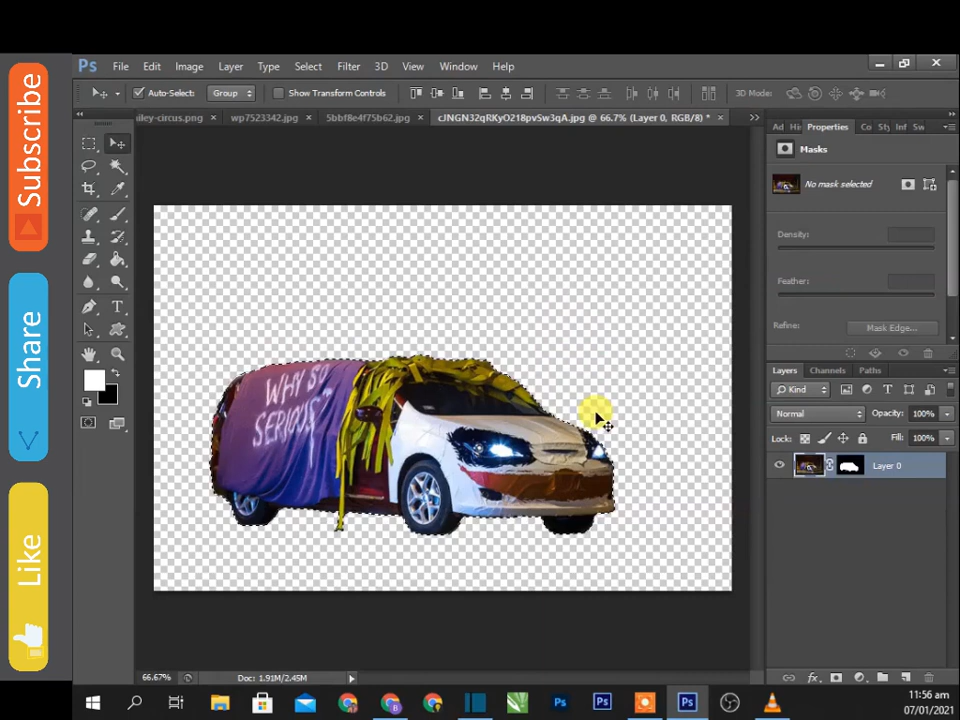 Subscribe
Share
Like
Ps File Edit Image Layer Type Select Filter 3D View Window Help
Auto-Select: Group Show Transform Controls 3D Mode:
uiley-circus.png × wp7523342.jpg × 5bbf8e4f75b62.jpg × cJNGN32qRKyO218pvSw3qA.jpg @ 66.7% (Layer 0, RGB/8) * ×
Properties
Masks
No mask selected
Density:
Feather:
Refine: Mask Edge...
Layers Channels Paths
Kind
Normal Opacity: 100%
Lock: Fill: 100%
Layer 0
WHY SO
SERIOUS
66.67% Doc: 1.91M/2.45M
11:56 am
07/01/2021